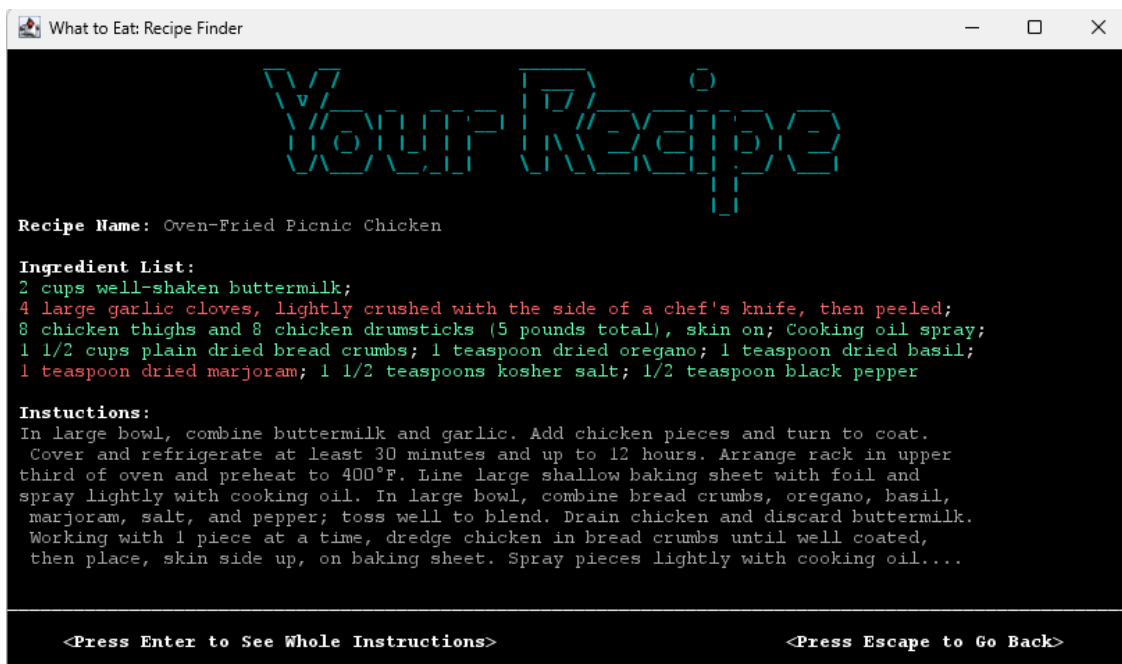 What to Eat: Recipe Finder
Your Recipe
Recipe Name: Oven-Fried Picnic Chicken
Ingredient List:
2 cups well-shaken buttermilk;
4 large garlic cloves, lightly crushed with the side of a chef's knife, then peeled;
8 chicken thighs and 8 chicken drumsticks (5 pounds total), skin on; Cooking oil spray;
1 1/2 cups plain dried bread crumbs; 1 teaspoon dried oregano; 1 teaspoon dried basil;
1 teaspoon dried marjoram; 1 1/2 teaspoons kosher salt; 1/2 teaspoon black pepper
Instuctions:
In large bowl, combine buttermilk and garlic. Add chicken pieces and turn to coat.
Cover and refrigerate at least 30 minutes and up to 12 hours. Arrange rack in upper
third of oven and preheat to 400°F. Line large shallow baking sheet with foil and
spray lightly with cooking oil. In large bowl, combine bread crumbs, oregano, basil,
marjoram, salt, and pepper; toss well to blend. Drain chicken and discard buttermilk.
Working with 1 piece at a time, dredge chicken in bread crumbs until well coated,
then place, skin side up, on baking sheet. Spray pieces lightly with cooking oil....
<Press Enter to See Whole Instructions>
<Press Escape to Go Back>